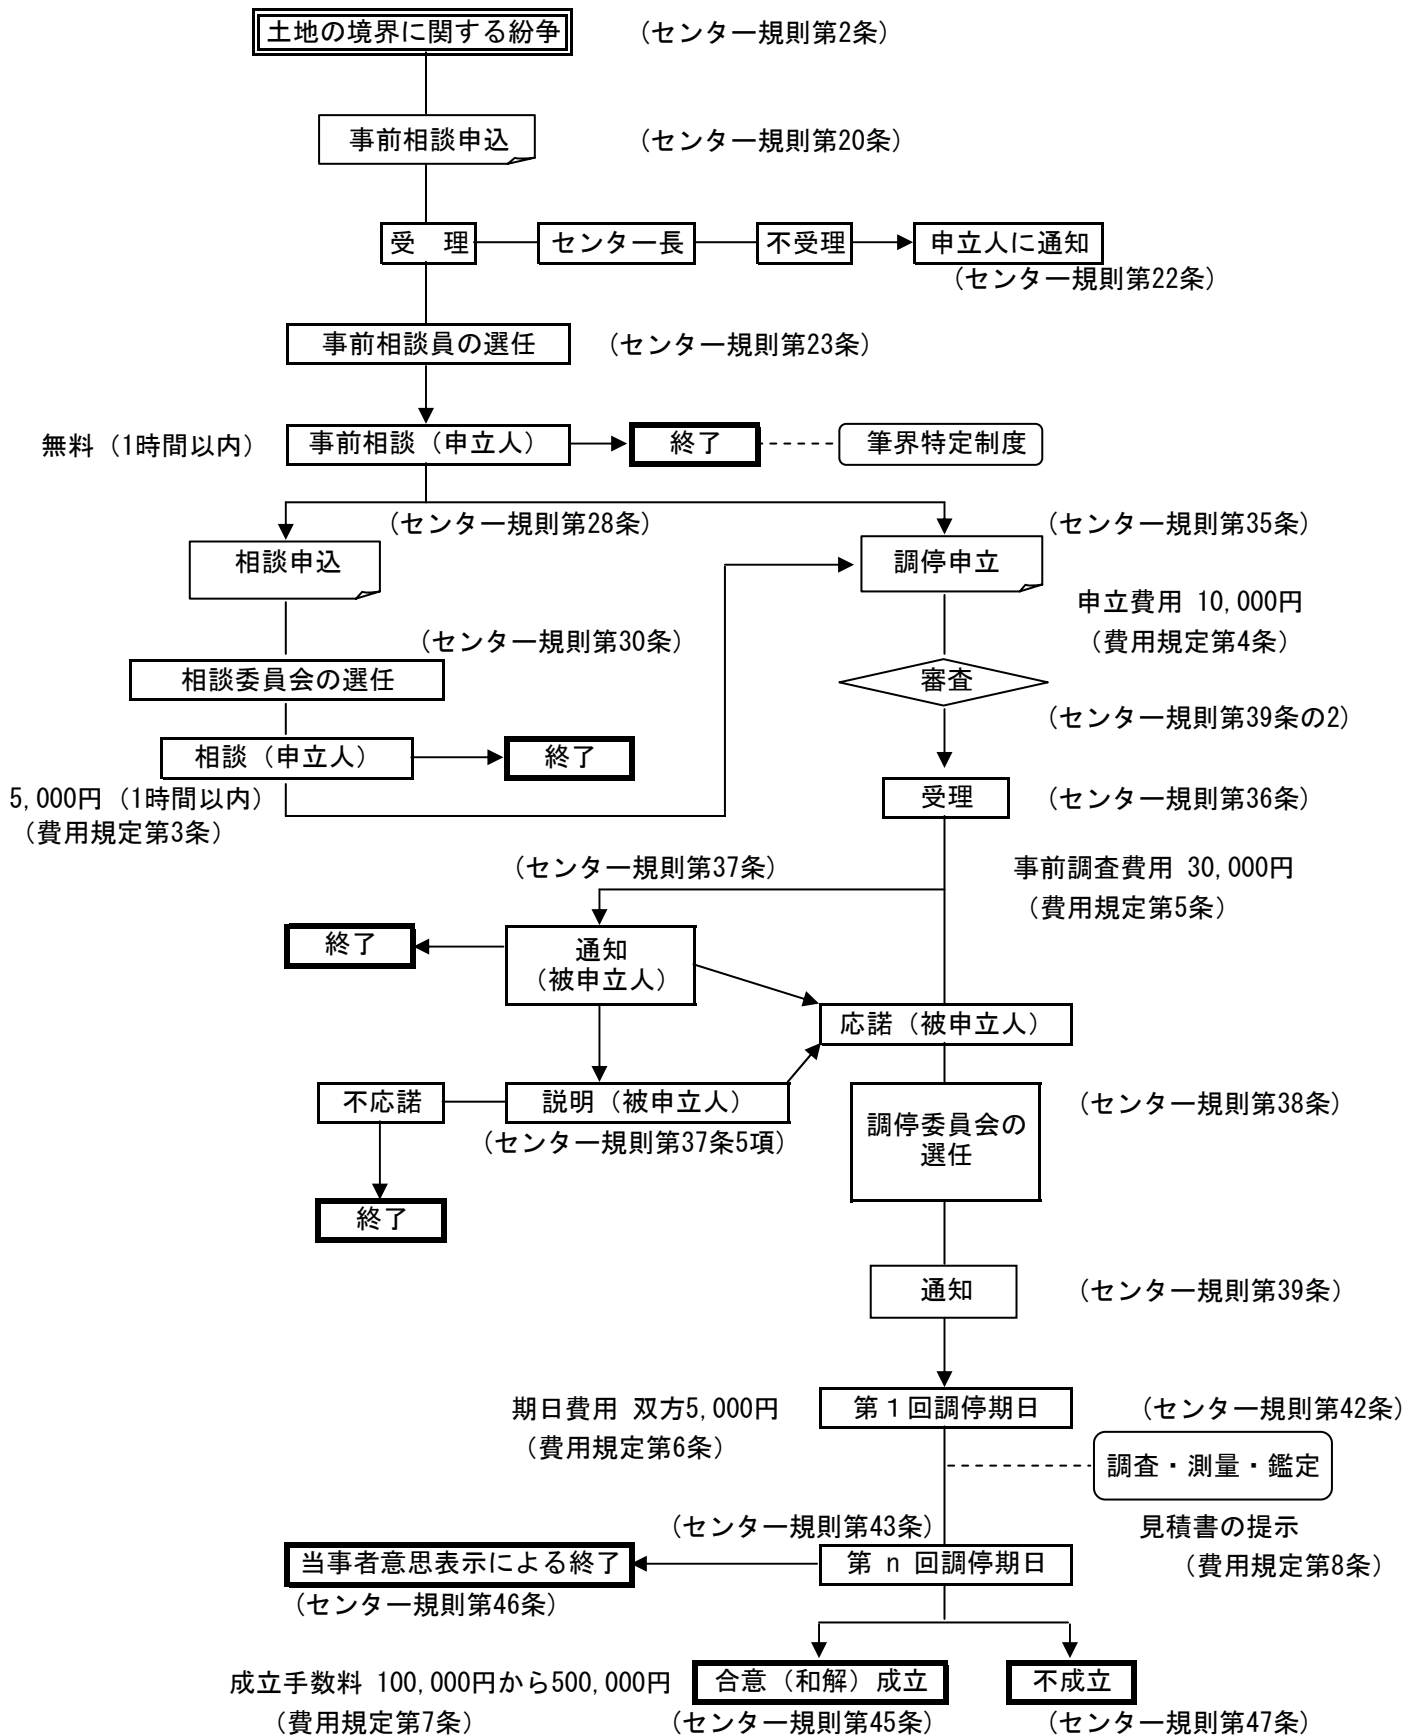 土地の境界に関する紛争
（センター規則第2条）
事前相談申込
（センター規則第20条）
受　理
センター長
不受理
申立人に通知
（センター規則第22条）
事前相談員の選任
（センター規則第23条）
無料（1時間以内）
事前相談（申立人）
終了
筆界特定制度
（センター規則第28条）
（センター規則第35条）
相談申込
調停申立
申立費用 10,000円
（費用規定第4条）
（センター規則第30条）
相談委員会の選任
審査
（センター規則第39条の2）
相談（申立人）
終了
5,000円（1時間以内）
（費用規定第3条）
受理
（センター規則第36条）
（センター規則第37条）
事前調査費用 30,000円
（費用規定第5条）
終了
通知
（被申立人）
応諾（被申立人）
不応諾
説明（被申立人）
（センター規則第37条5項）
調停委員会の
選任
（センター規則第38条）
終了
通知
（センター規則第39条）
期日費用 双方5,000円
（費用規定第6条）
第１回調停期日
（センター規則第42条）
調査・測量・鑑定
見積書の提示
（費用規定第8条）
（センター規則第43条）
当事者意思表示による終了
第 n 回調停期日
（センター規則第46条）
成立手数料 100,000円から500,000円
（費用規定第7条）
合意（和解）成立
不成立
（センター規則第45条）
（センター規則第47条）